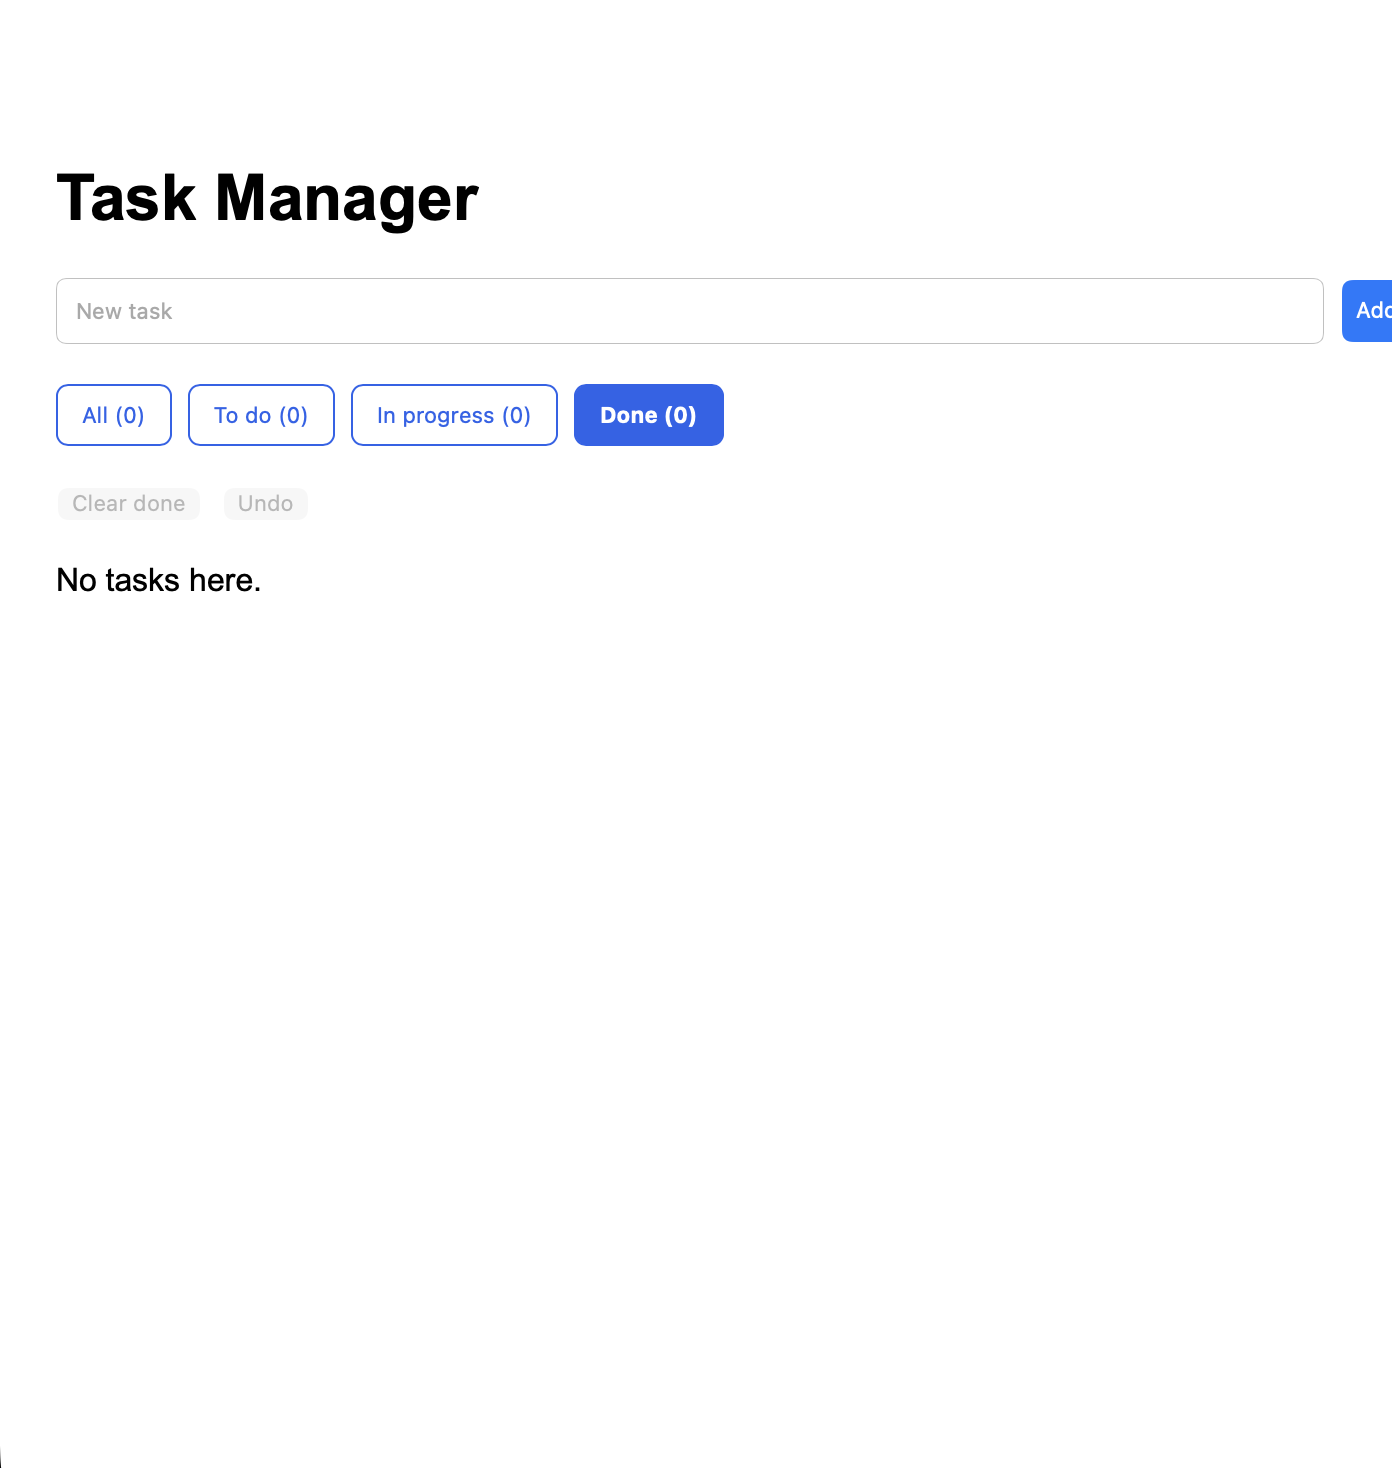 Task Manager
New task
Add
All (0) To do (0) In progress (0) Done (0)
Clear done Undo
No tasks here.